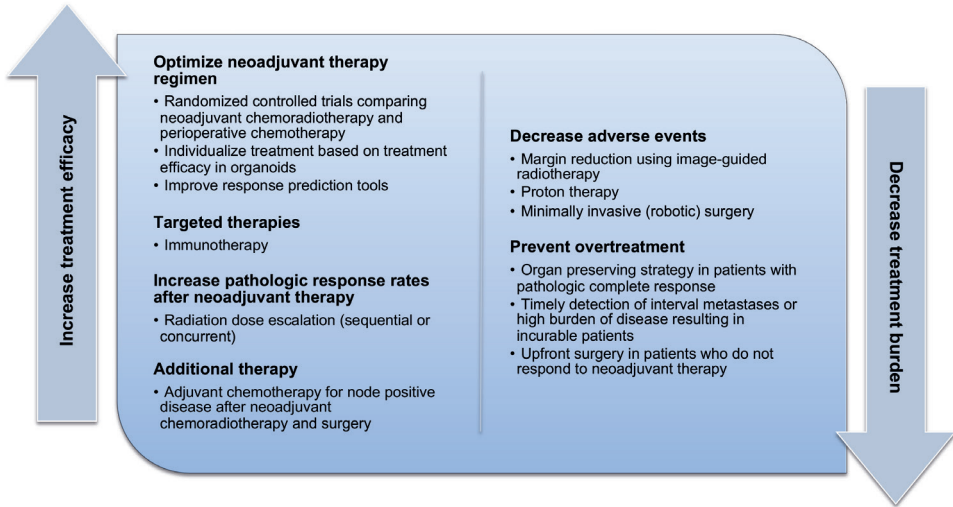 Increase treatment efficacy
Optimize neoadjuvant therapy
regimen
• Randomized controlled trials comparing
neoadjuvant chemoradiotherapy and
perioperative chemotherapy
• Individualize treatment based on treatment
efficacy in organoids
• Improve response prediction tools
Targeted therapies
• Immunotherapy
Increase pathologic response rates
after neoadjuvant therapy
• Radiation dose escalation (sequential or
concurrent)
Additional therapy
• Adjuvant chemotherapy for node positive
disease after neoadjuvant
chemoradiotherapy and surgery
Decrease adverse events
• Margin reduction using image-guided
radiotherapy
• Proton therapy
• Minimally invasive (robotic) surgery
Prevent overtreatment
• Organ preserving strategy in patients with
pathologic complete response
• Timely detection of interval metastases or
high burden of disease resulting in
incurable patients
• Upfront surgery in patients who do not
respond to neoadjuvant therapy
Decrease treatment burden